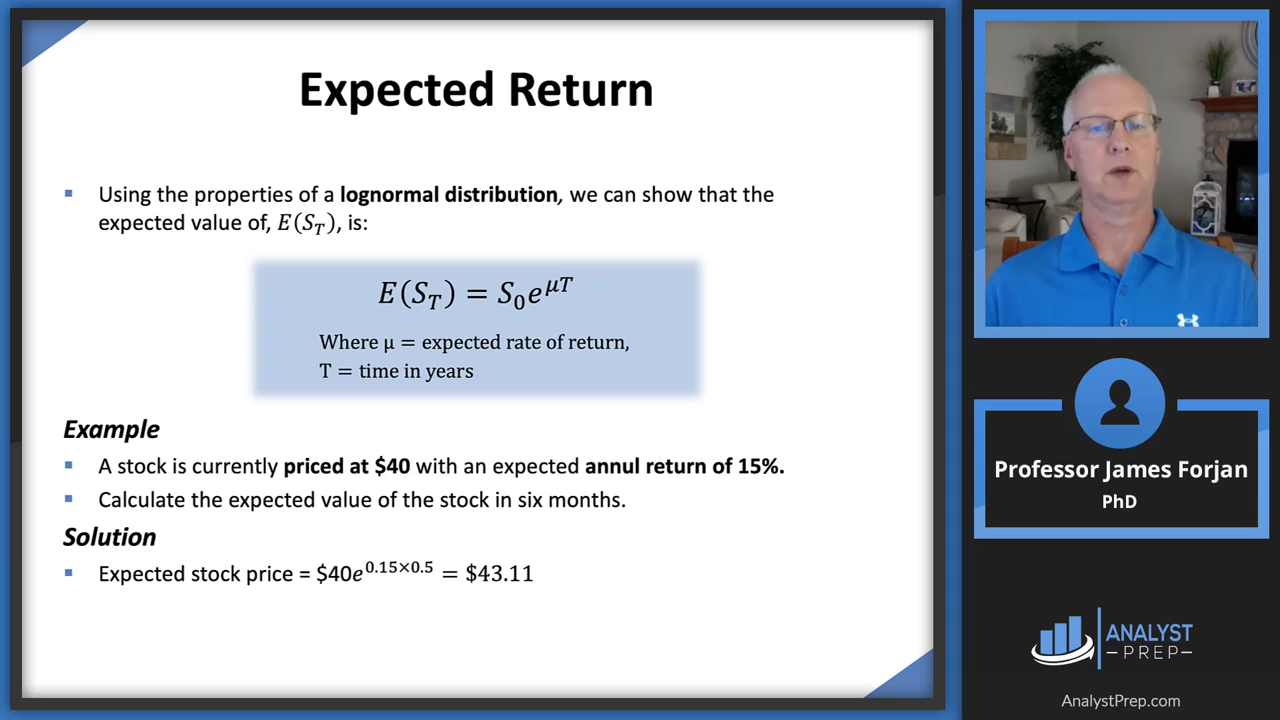 Expected Return
▪ Using the properties of a lognormal distribution, we can show that the
expected value of, E(S_T), is:
E(S_T) = S_0e^{μT}
Where μ = expected rate of return,
T = time in years
Example
▪ A stock is currently priced at $40 with an expected annul return of 15%.
▪ Calculate the expected value of the stock in six months.
Solution
▪ Expected stock price = $40e^{0.15×0.5} = $43.11
Professor James Forjan
PhD
ANALYST
–PREP–
AnalystPrep.com